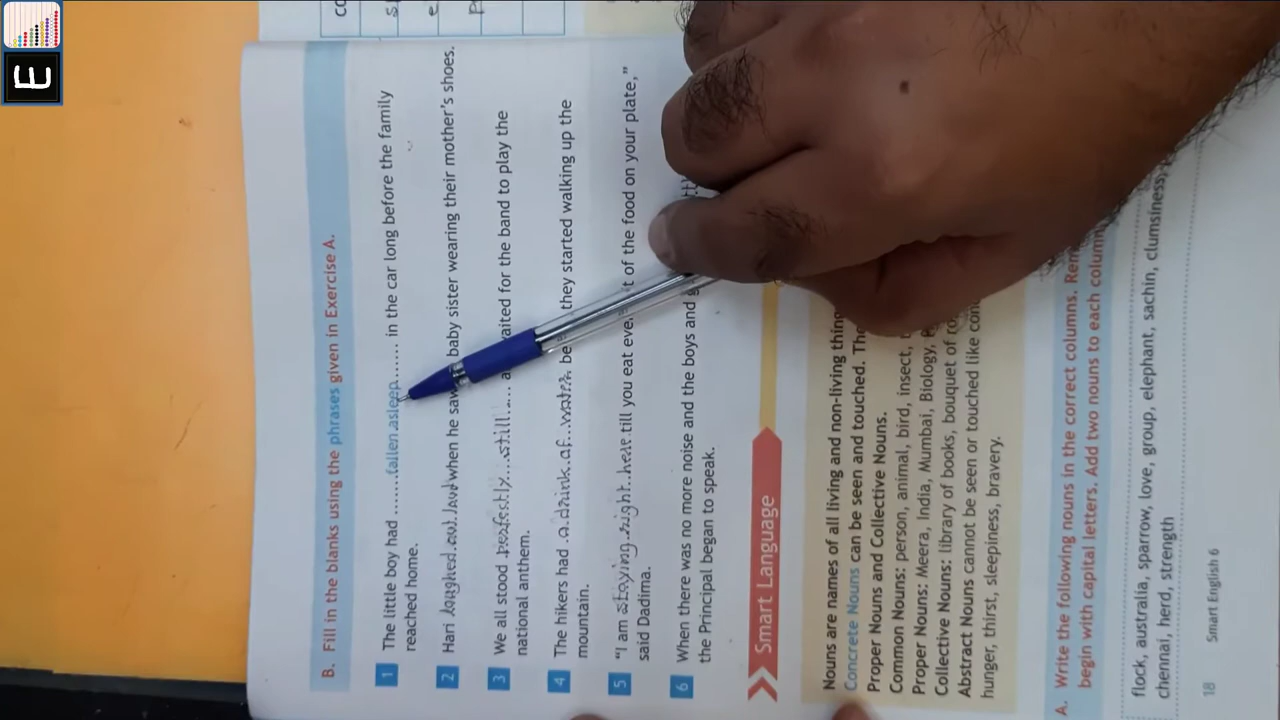 E
B. Fill in the blanks using the phrases given in Exercise A.
1 The little boy had .......fallen asleep....... in the car long before the family
reached home.
2 Hari laughed out loud when he saw baby sister wearing their mother's shoes.
3 We all stood perfectly...still..... waited for the band to play the
national anthem.
4 The hikers had .a.drink.of..water. they started walking up the
mountain.
5 "I am staying.right..here.till you eat of the food on your plate,"
said Dadima.
6 When there was no more noise and the boys and
the Principal began to speak.
Smart Language
Nouns are names of all living and non-living
Concrete Nouns can be seen and touched.
Proper Nouns and Collective Nouns.
Common Nouns: person, animal, bird, insect,
Proper Nouns: Meera, India, Mumbai, Biology,
Collective Nouns: library of books, bouquet of
Abstract Nouns cannot be seen or touched like
hunger, thirst, sleepiness, bravery.
A. Write the following nouns in the correct columns.
begin with capital letters. Add two nouns to each
flock, australia, sparrow, love, group, elephant, sachin, clumsiness,
chennai, herd, strength
18 Smart English 6